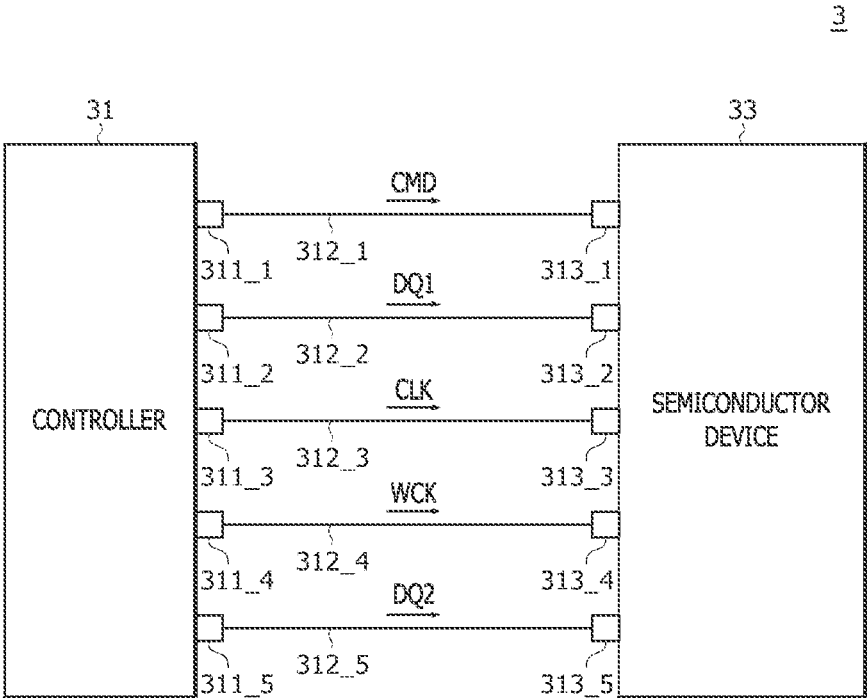 3
31
33
CMD
311_1
312_1
313_1
DQ1
311_2
312_2
313_2
CLK
CONTROLLER
SEMICONDUCTOR
DEVICE
311_3
312_3
313_3
WCK
311_4
312_4
313_4
DQ2
311_5
312_5
313_5